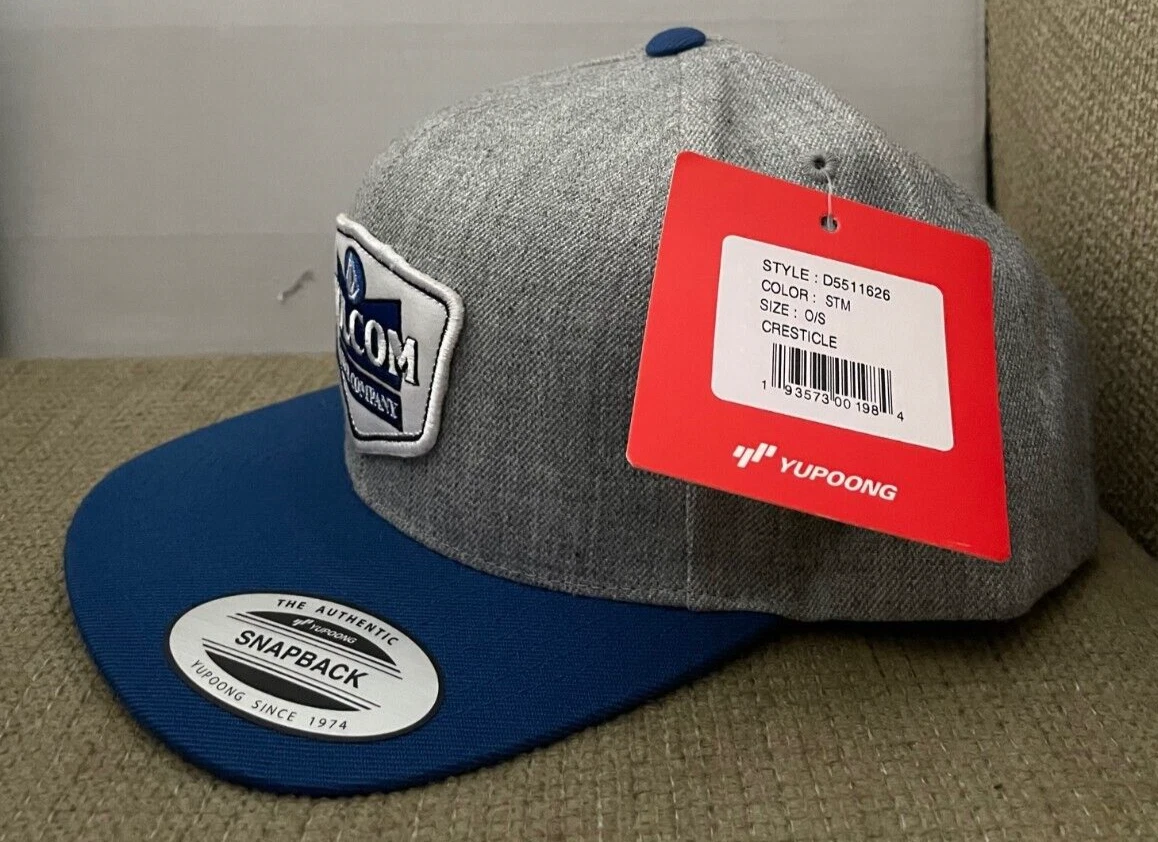 LCOM
COMPANY
STYLE : D5511626
COLOR : STM
SIZE : O/S
CRESTICLE
1 93573 00198 4
YUPOONG
THE AUTHENTIC
YUPOONG
SNAPBACK
YUPOONG SINCE 1974